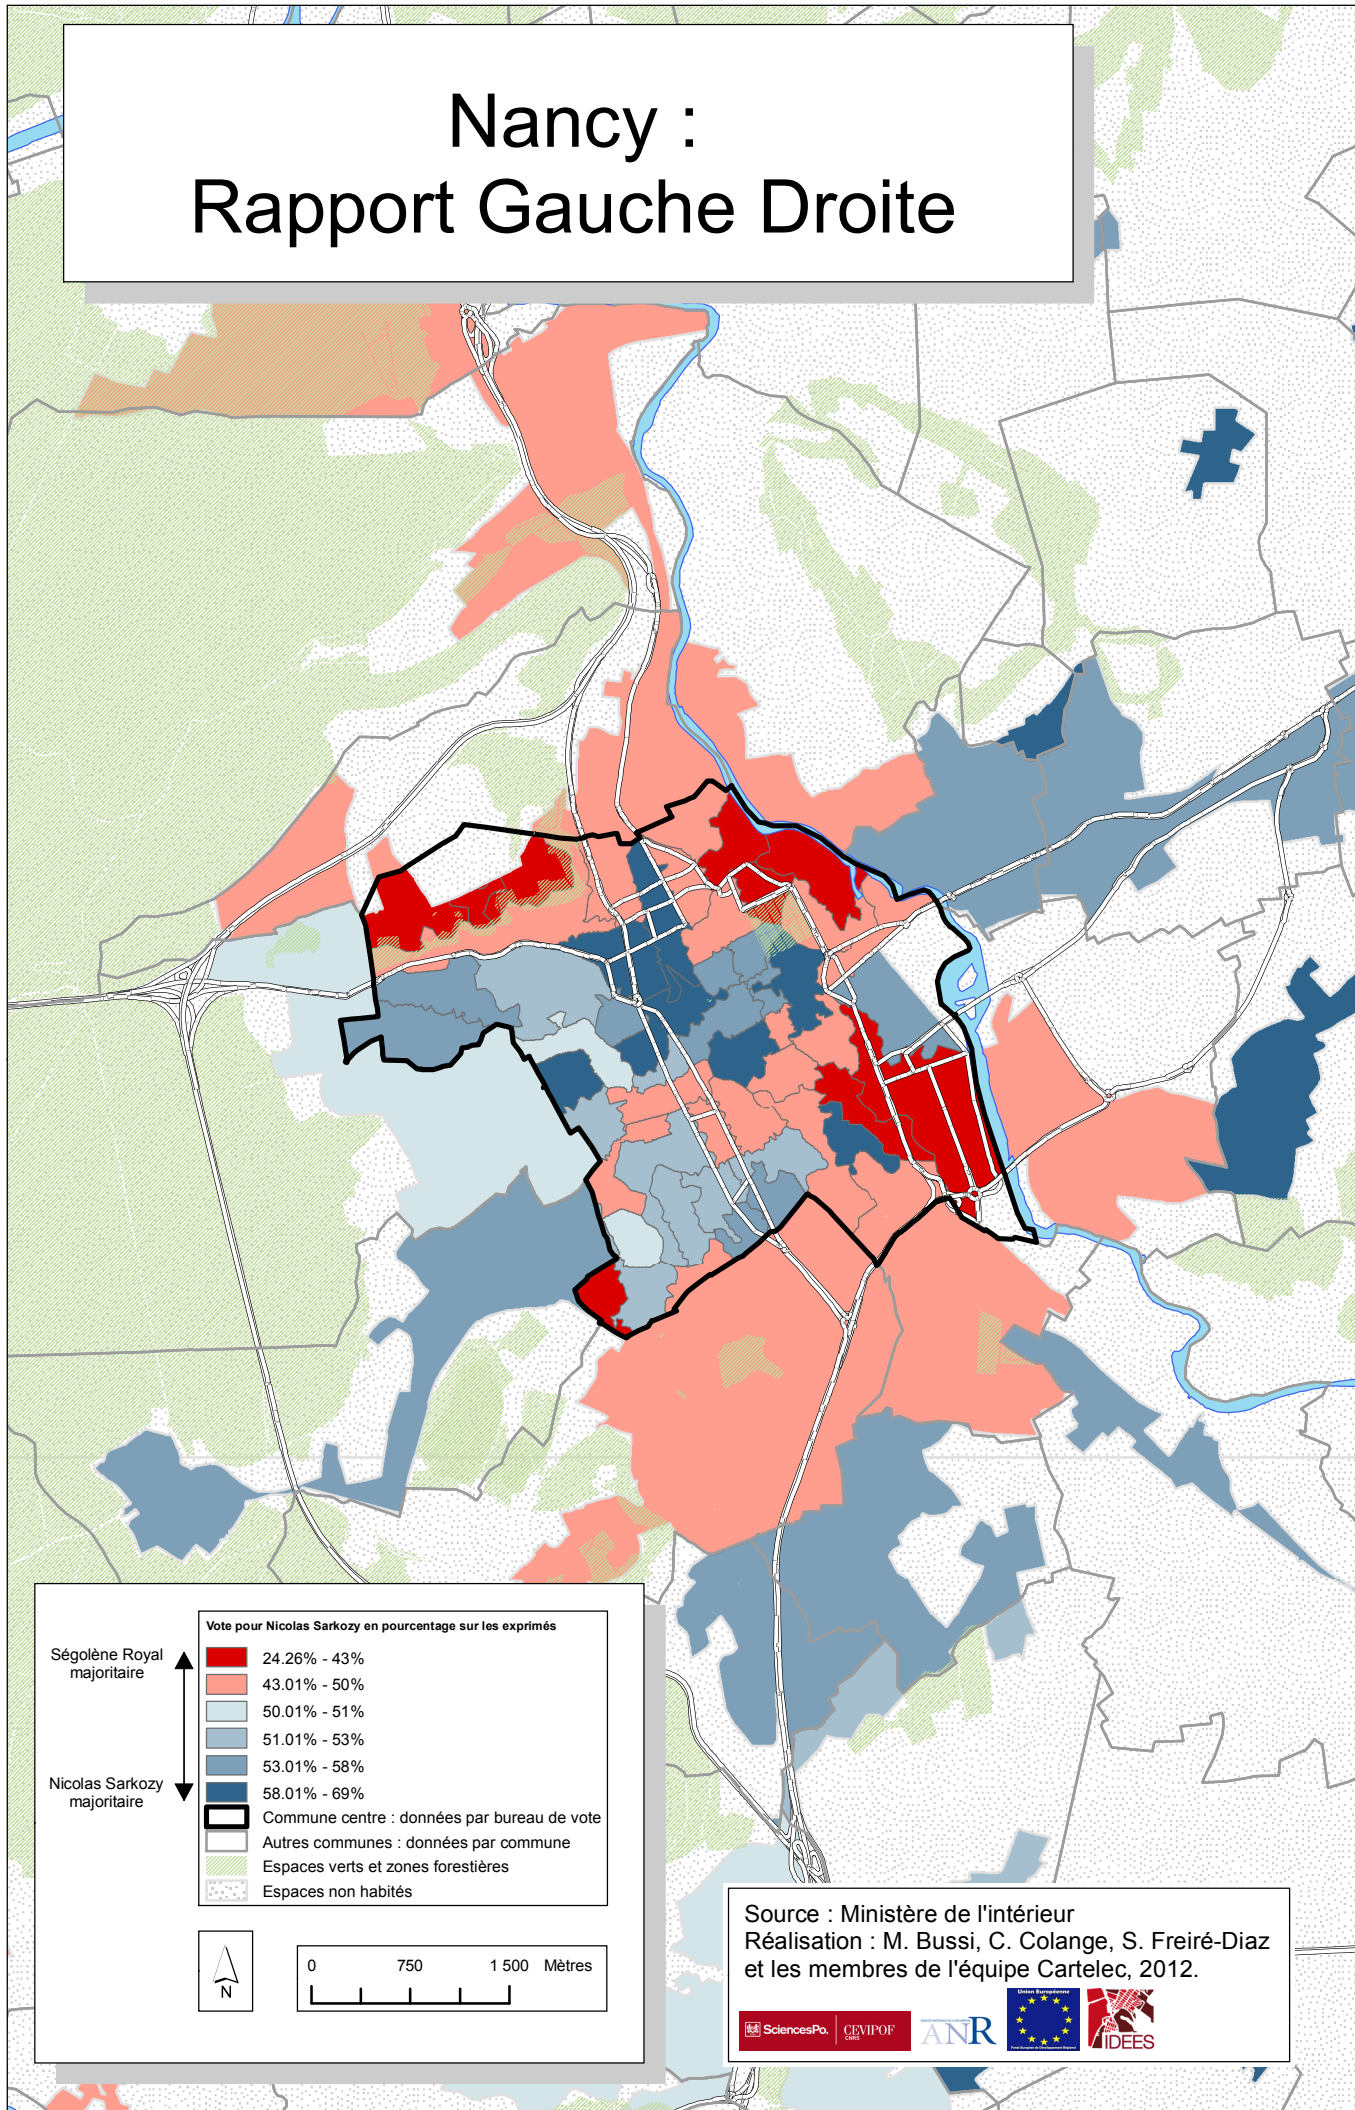 Nancy :
Rapport Gauche Droite
Vote pour Nicolas Sarkozy en pourcentage sur les exprimés
Ségolène Royal
majoritaire
Nicolas Sarkozy
majoritaire
24.26% - 43%
43.01% - 50%
50.01% - 51%
51.01% - 53%
53.01% - 58%
58.01% - 69%
Commune centre : données par bureau de vote
Autres communes : données par commune
Espaces verts et zones forestières
Espaces non habités
N
0 750 1 500 Mètres
Source : Ministère de l'intérieur
Réalisation : M. Bussi, C. Colange, S. Freiré-Diaz
et les membres de l'équipe Cartelec, 2012.
SciencesPo.
CEVIPOF
CNRS
ANR
Union Européenne
IDEES